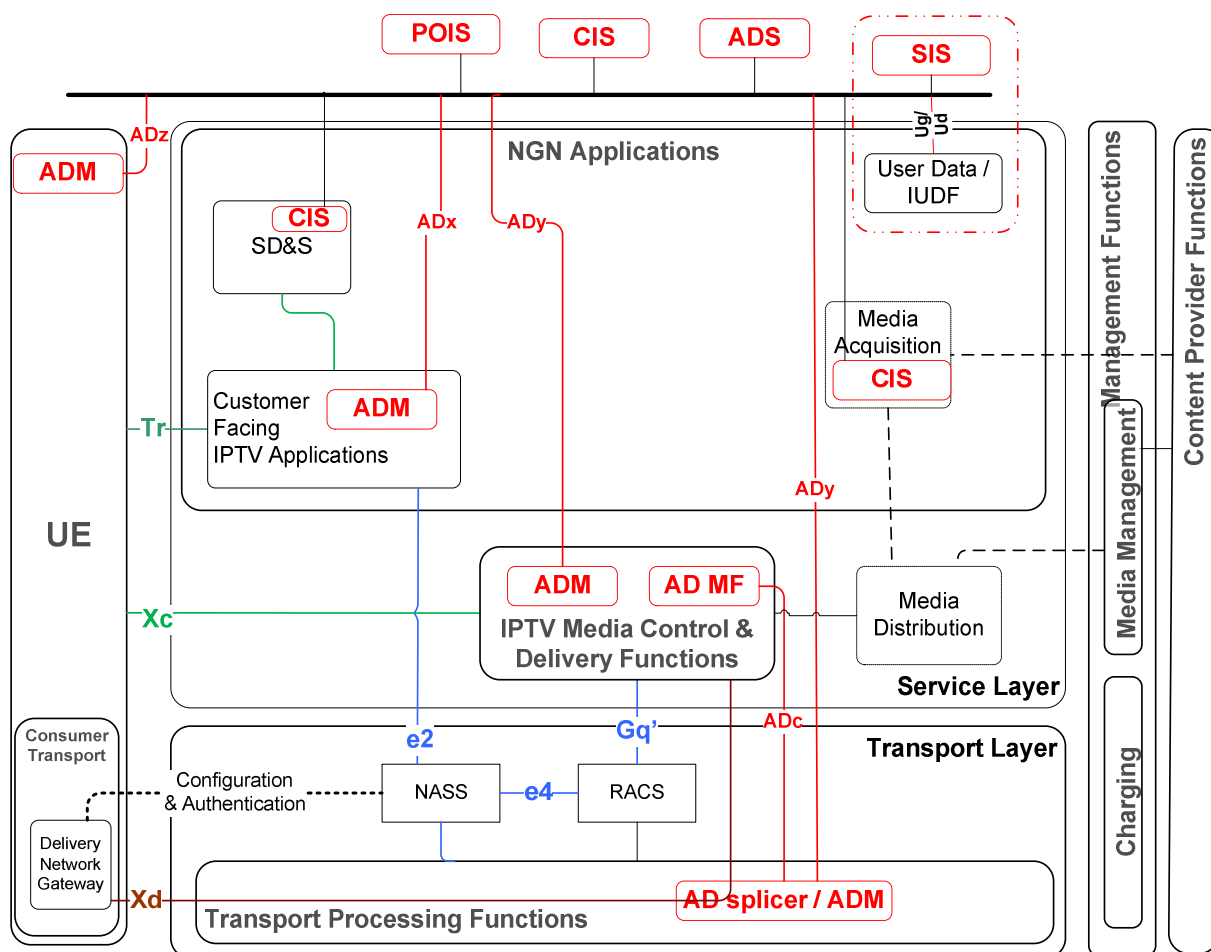 POIS
CIS
ADS
SIS
ADz
Ug/
Ud
ADM
NGN Applications
User Data /
IUDF
CIS
SD&S
ADx
ADy
Management Functions
Content Provider Functions
Media
Acquisition
CIS
Customer
Facing
IPTV Applications
ADM
Tr
ADy
Media Management
UE
ADM
AD MF
IPTV Media Control &
Delivery Functions
Media
Distribution
Xc
Service Layer
Consumer
Transport
e2
Gq’
ADc
Transport Layer
Configuration
& Authentication
NASS
e4
RACS
Charging
Delivery
Network
Gateway
Xd
AD splicer / ADM
Transport Processing Functions